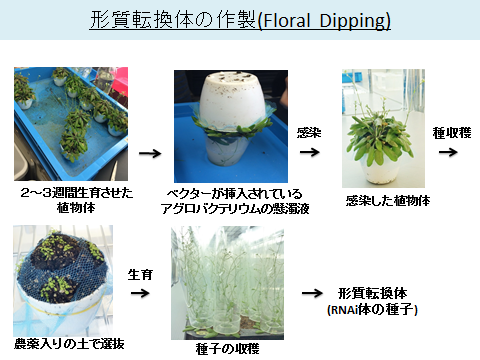 形質転換体の作製(Floral Dipping)
感染
種収穫
2～3週間生育させた
植物体
ベクターが挿入されている
アグロバクテリウムの懸濁液
感染した植物体
生育
農薬入りの土で選抜
種子の収穫
形質転換体
(RNAi体の種子)